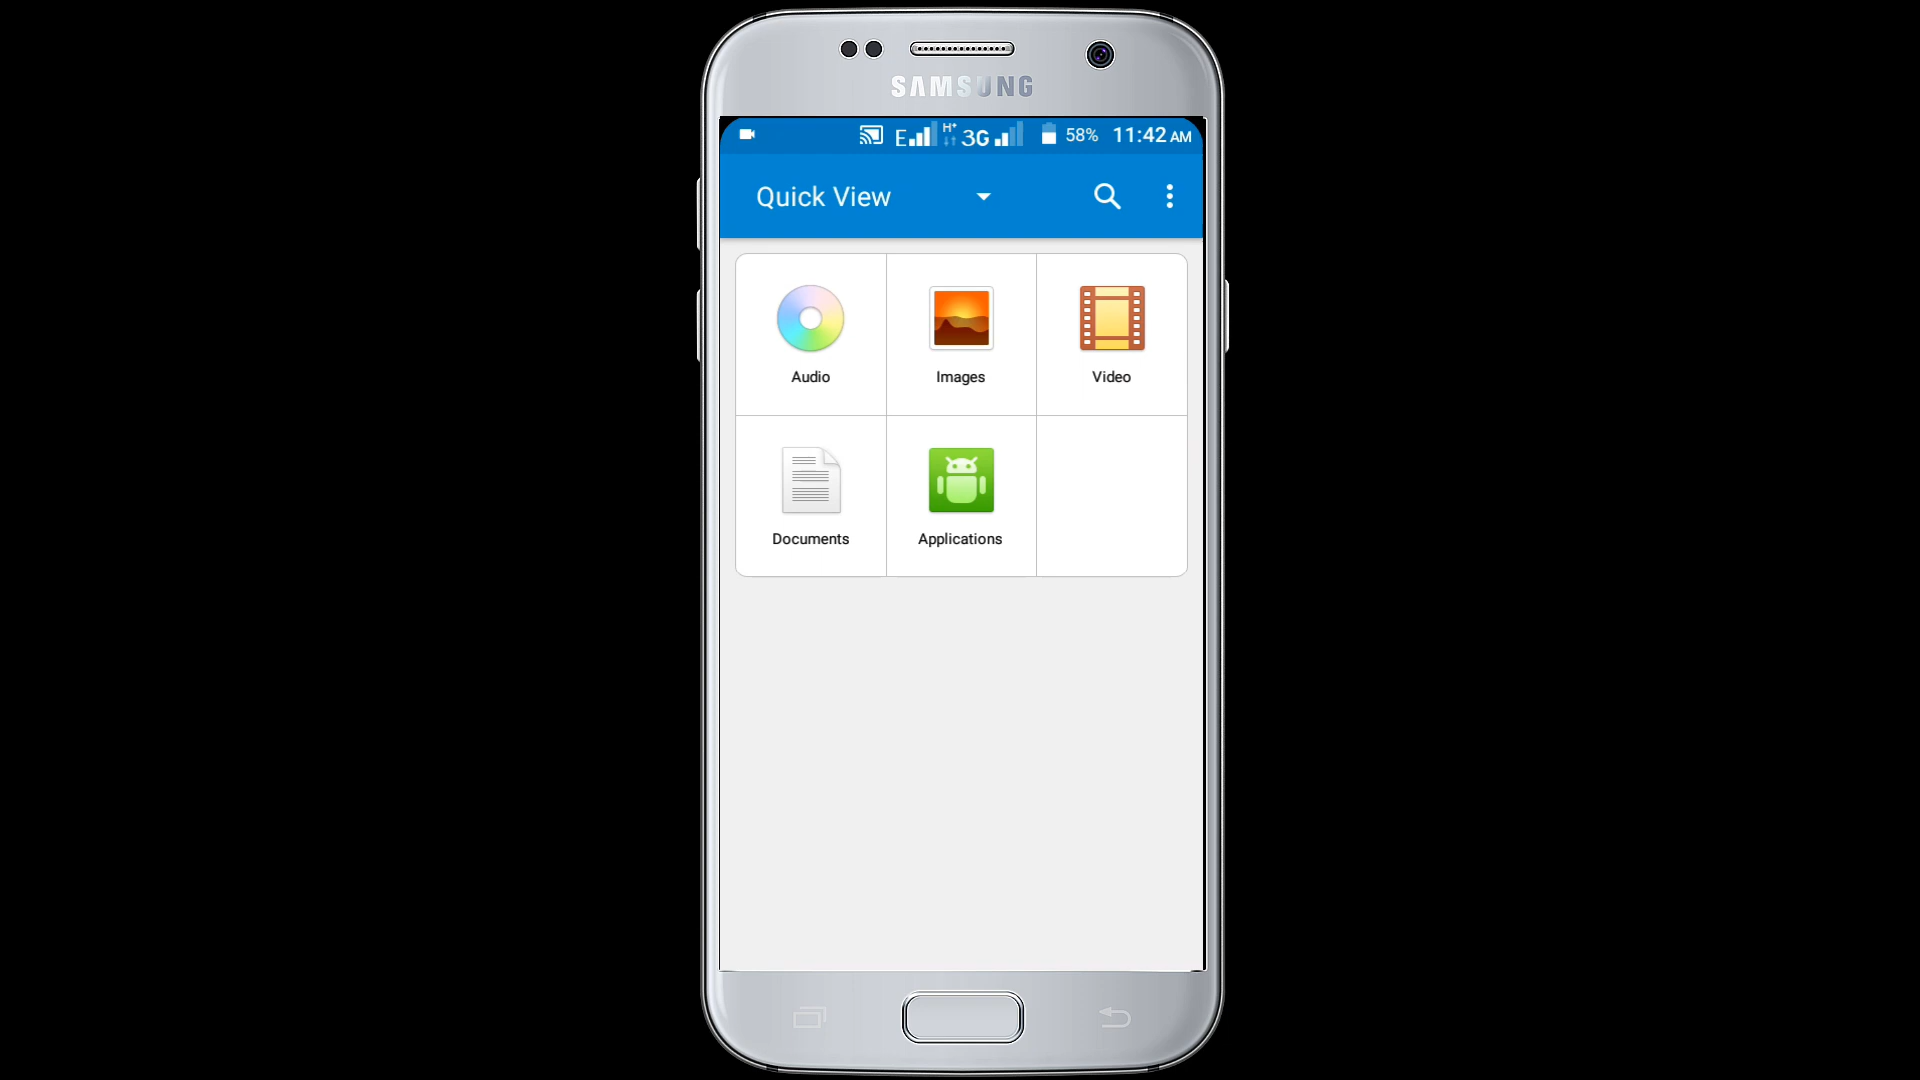 SAMSUNG
E H+ 3G 58% 11:42 AM
Quick View
Audio Images Video
Documents Applications